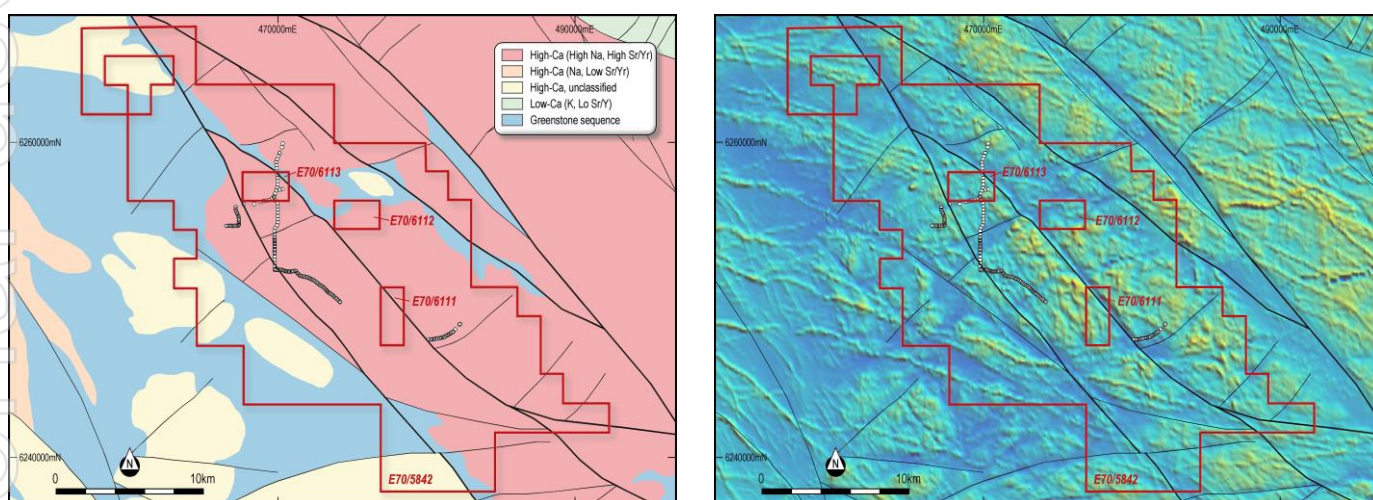 470000mE
490000mE
High-Ca (High Na, High Sr/Yr)
High-Ca (Na, Low Sr/Yr)
High-Ca, unclassified
Low-Ca (K, Lo Sr/Y)
Greenstone sequence
6260000mN
E70/6113
E70/6112
E70/6111
6240000mN
N
0
10km
E70/5842
470000mE
490000mE
6260000mN
E70/6113
E70/6112
E70/6111
6240000mN
N
0
10km
E70/5842